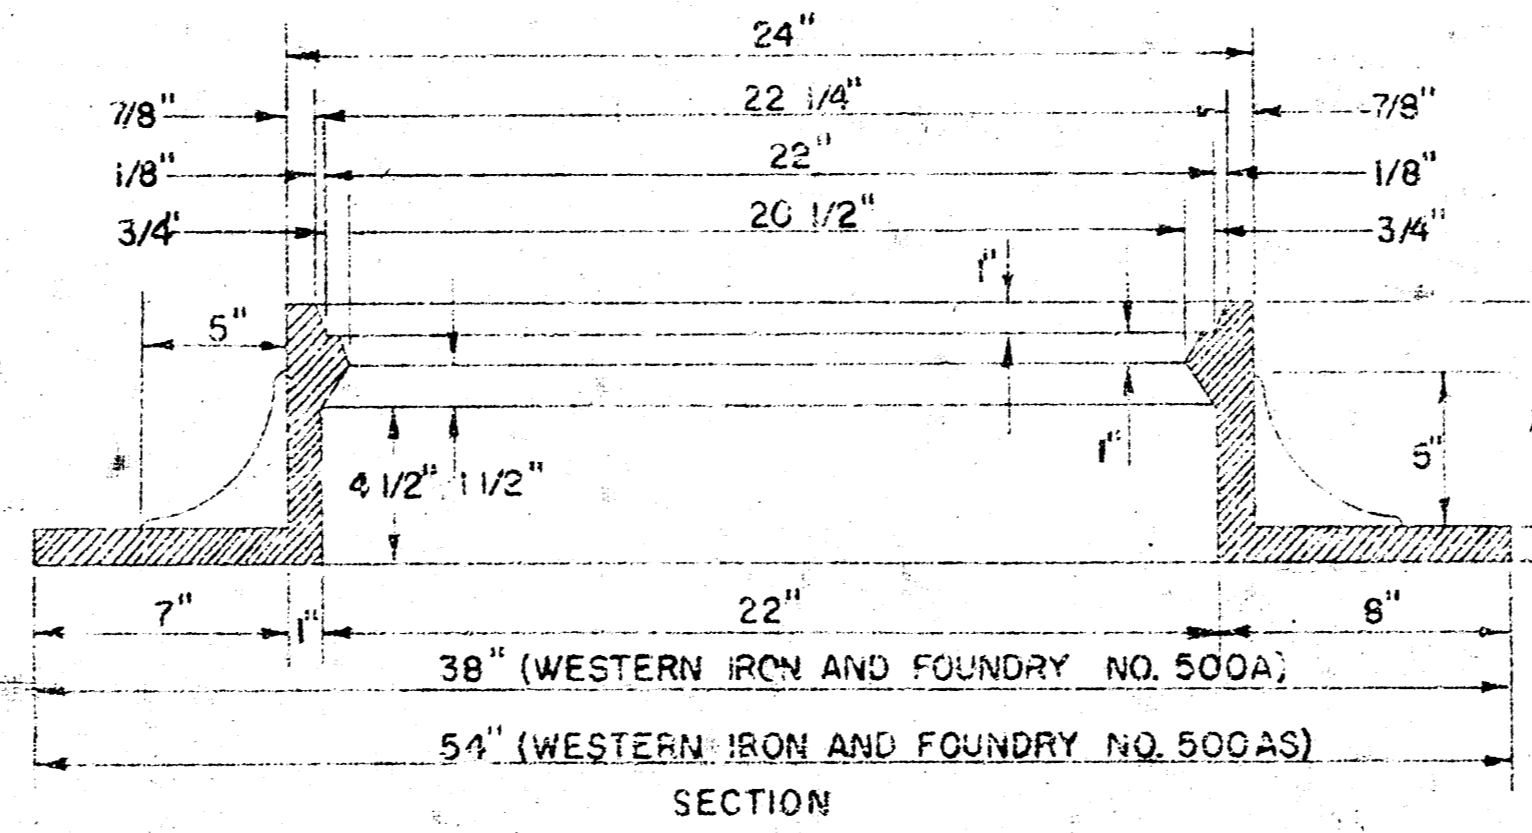 24"
7/8" 22 1/4" 7/8"
1/8" 22" 1/8"
3/4" 20 1/2" 3/4"
1"
5"
4 1/2" 1 1/2" 1" 5"
7" 1" 22" 8"
38" (WESTERN IRON AND FOUNDRY NO. 500A)
54" (WESTERN IRON AND FOUNDRY NO. 500AS)
SECTION